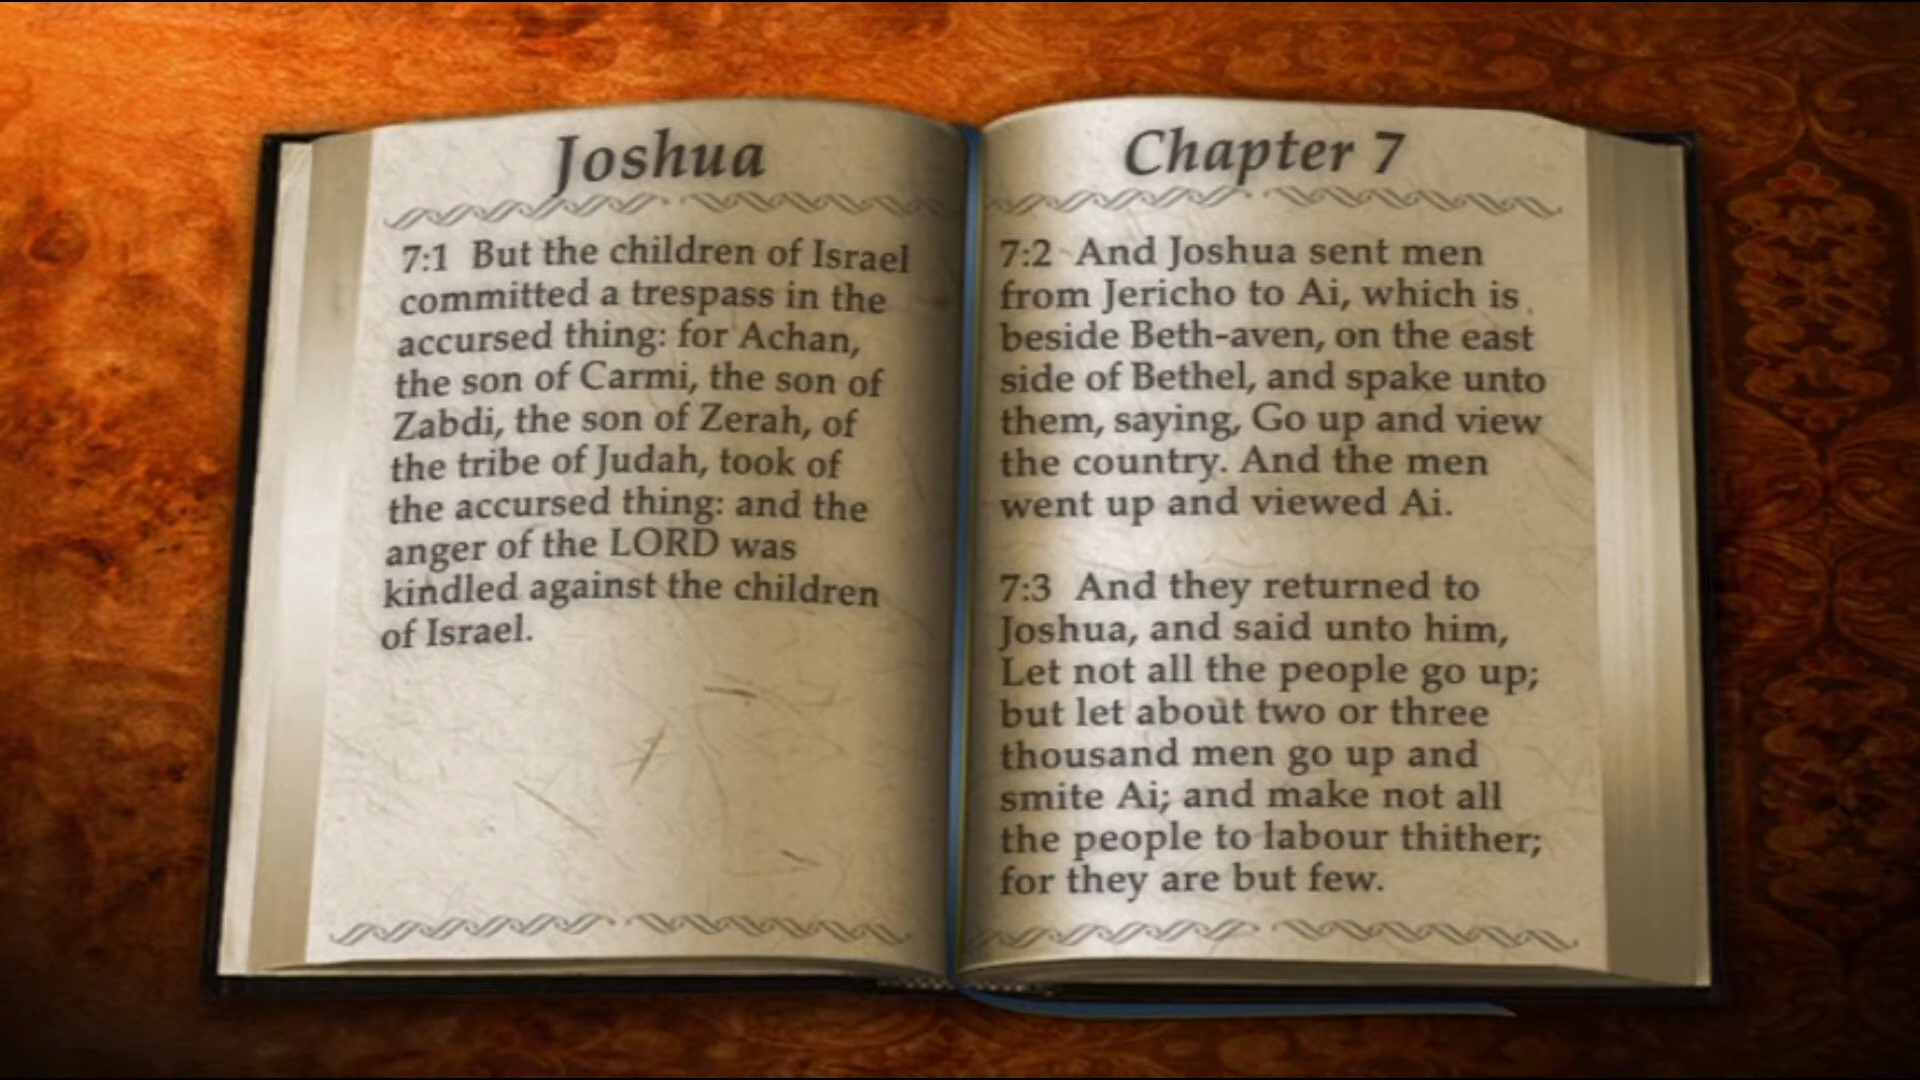 Joshua
7:1 But the children of Israel
committed a trespass in the
accursed thing: for Achan,
the son of Carmi, the son of
Zabdi, the son of Zerah, of
the tribe of Judah, took of
the accursed thing: and the
anger of the LORD was
kindled against the children
of Israel.
Chapter 7
7:2 And Joshua sent men
from Jericho to Ai, which is
beside Beth-aven, on the east
side of Bethel, and spake unto
them, saying, Go up and view
the country. And the men
went up and viewed Ai.
7:3 And they returned to
Joshua, and said unto him,
Let not all the people go up;
but let about two or three
thousand men go up and
smite Ai; and make not all
the people to labour thither;
for they are but few.